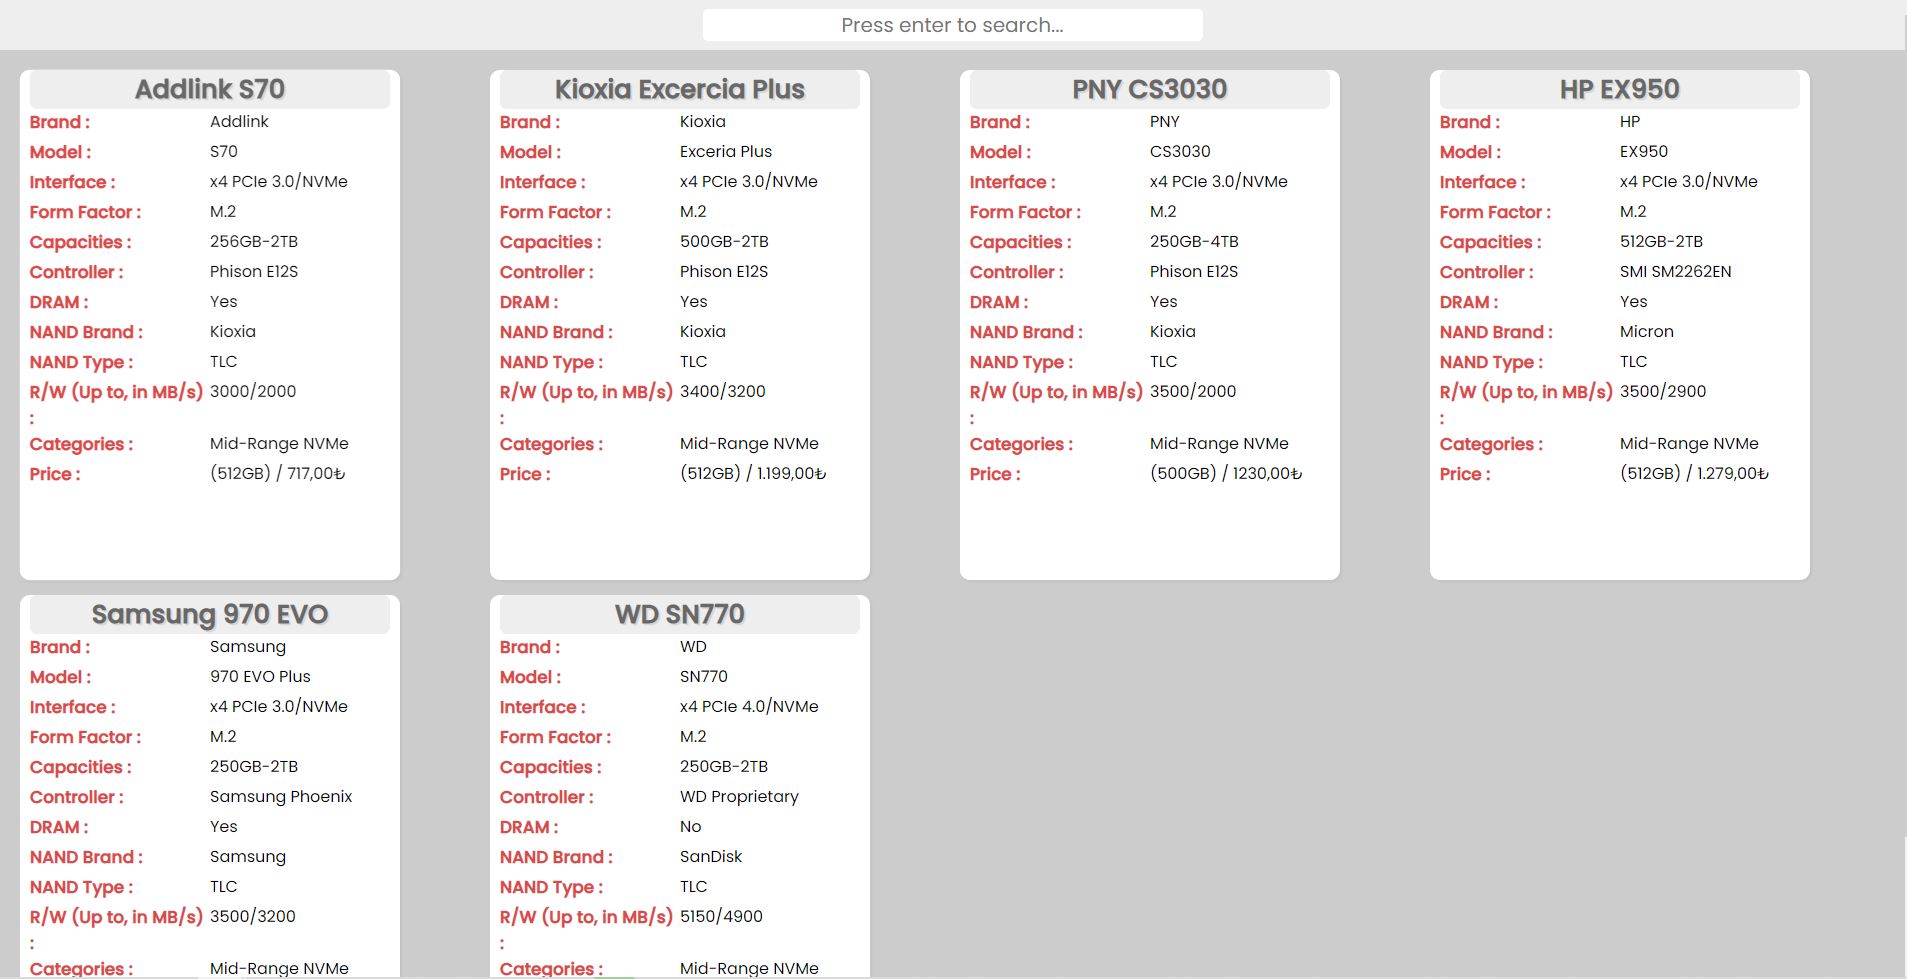 Press enter to search...
Addlink S70
Brand : Addlink
Model : S70
Interface : x4 PCIe 3.0/NVMe
Form Factor : M.2
Capacities : 256GB-2TB
Controller : Phison E12S
DRAM : Yes
NAND Brand : Kioxia
NAND Type : TLC
R/W (Up to, in MB/s) 3000/2000
:
Categories : Mid-Range NVMe
Price : (512GB) / 717,00₺
Kioxia Excercia Plus
Brand : Kioxia
Model : Exceria Plus
Interface : x4 PCIe 3.0/NVMe
Form Factor : M.2
Capacities : 500GB-2TB
Controller : Phison E12S
DRAM : Yes
NAND Brand : Kioxia
NAND Type : TLC
R/W (Up to, in MB/s) 3400/3200
:
Categories : Mid-Range NVMe
Price : (512GB) / 1.199,00₺
PNY CS3030
Brand : PNY
Model : CS3030
Interface : x4 PCIe 3.0/NVMe
Form Factor : M.2
Capacities : 250GB-4TB
Controller : Phison E12S
DRAM : Yes
NAND Brand : Kioxia
NAND Type : TLC
R/W (Up to, in MB/s) 3500/2000
:
Categories : Mid-Range NVMe
Price : (500GB) / 1230,00₺
HP EX950
Brand : HP
Model : EX950
Interface : x4 PCIe 3.0/NVMe
Form Factor : M.2
Capacities : 512GB-2TB
Controller : SMI SM2262EN
DRAM : Yes
NAND Brand : Micron
NAND Type : TLC
R/W (Up to, in MB/s) 3500/2900
:
Categories : Mid-Range NVMe
Price : (512GB) / 1.279,00₺
Samsung 970 EVO
Brand : Samsung
Model : 970 EVO Plus
Interface : x4 PCIe 3.0/NVMe
Form Factor : M.2
Capacities : 250GB-2TB
Controller : Samsung Phoenix
DRAM : Yes
NAND Brand : Samsung
NAND Type : TLC
R/W (Up to, in MB/s) 3500/3200
:
Categories : Mid-Range NVMe
WD SN770
Brand : WD
Model : SN770
Interface : x4 PCIe 4.0/NVMe
Form Factor : M.2
Capacities : 250GB-2TB
Controller : WD Proprietary
DRAM : No
NAND Brand : SanDisk
NAND Type : TLC
R/W (Up to, in MB/s) 5150/4900
:
Categories : Mid-Range NVMe